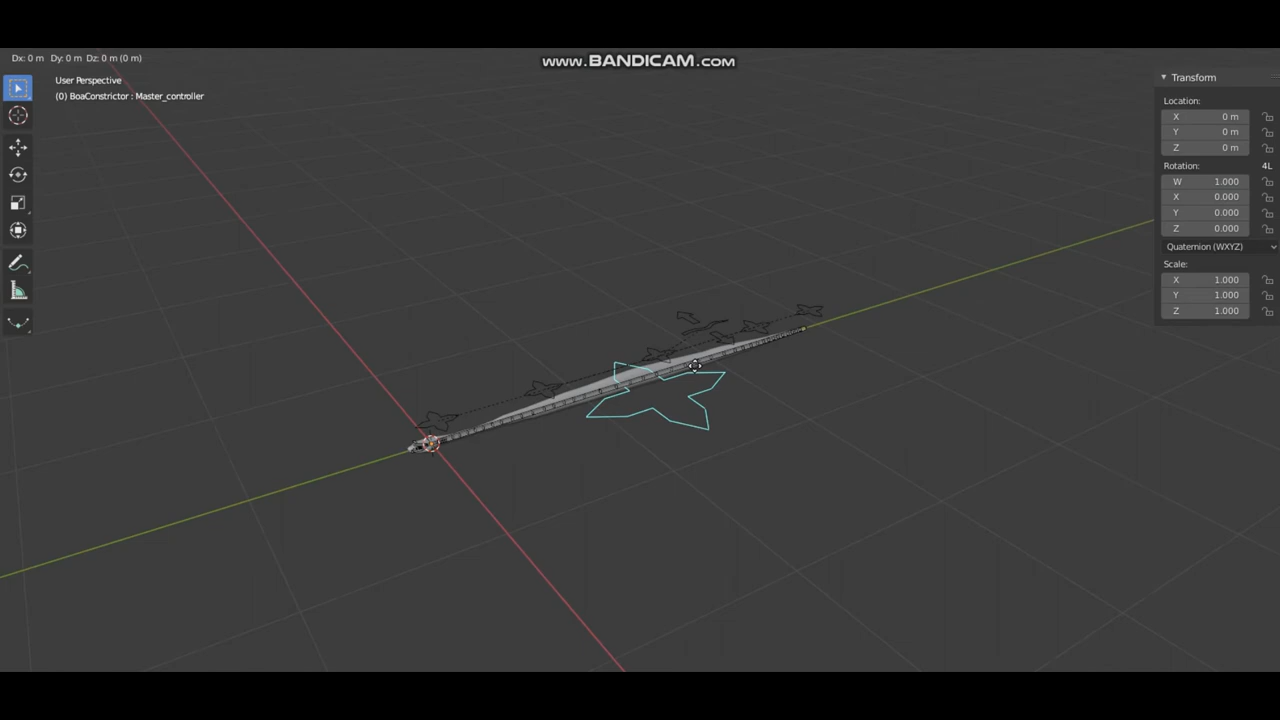 Dx: 0 m Dy: 0 m Dz: 0 m (0 m)
www.BANDICAM.com
User Perspective
(0) BoaConstrictor : Master_controller
Transform
Location:
X 0 m
Y 0 m
Z 0 m
Rotation: 4L
W 1.000
X 0.000
Y 0.000
Z 0.000
Quaternion (WXYZ)
Scale:
X 1.000
Y 1.000
Z 1.000